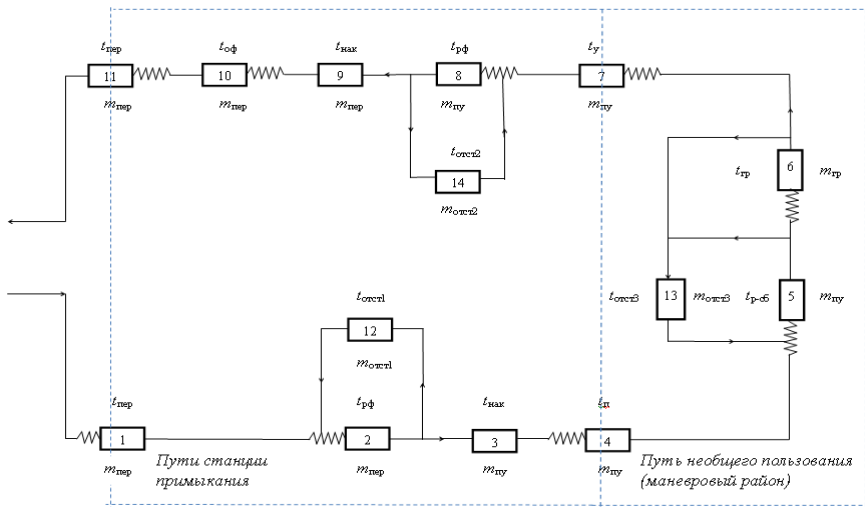 tпер tоф tнак tрф tу
11 10 9 8 7
mпер mпер mпер mпу mпу
tотст2
14
mотст2
tгр 6 mгр
tотст3 13 mотст3 tр-сб 5 mпу
tотст1
12
mотст1
tпер tрф tнак tп
1 2 3 4
mпер mпер mпу mпу
Пути станции
примыкания
Путь необщего пользования
(маневровый район)